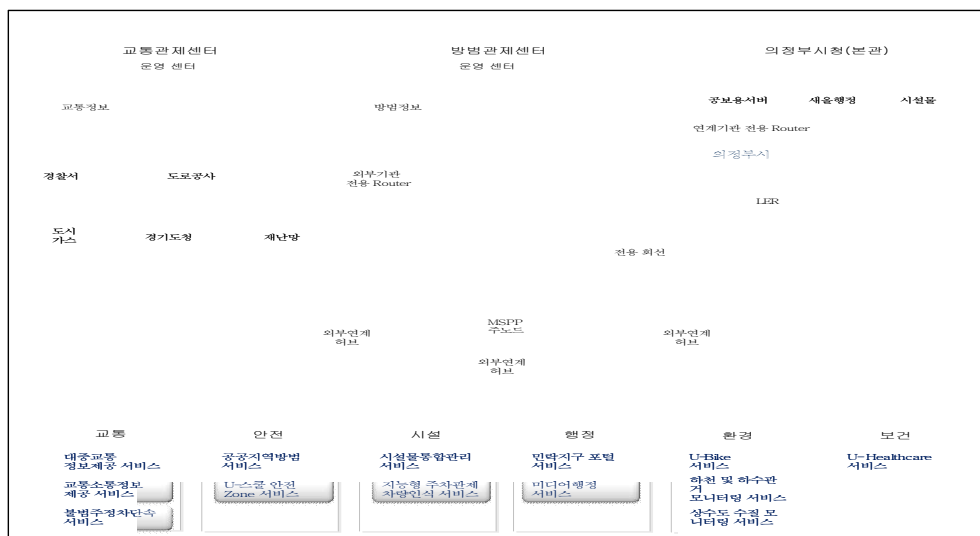 교통관제센터
운영 센터
방범관제센터
운영 센터
의정부시청(본관)
교통정보
방범정보
공보용서버
새올행정
시설물
연계기관 전용 Router
의정부시
경찰서
도로공사
외부기관
전용 Router
LER
도시
가스
경기도청
재난망
전용 회선
외부연계
허브
MSPP
주노드
외부연계
허브
외부연계
허브
교통
안전
시설
행정
환경
보건
대중교통
정보제공 서비스
교통소통정보
제공 서비스
불법주정차단속
서비스
공공지역방범
서비스
U-스쿨 안전
Zone 서비스
시설물통합관리
서비스
지능형 주차관제
차량인식 서비스
민락지구 포털
서비스
미디어행정
서비스
U-Bike
서비스
하천 및 하수관
거
모니터링 서비스
상수도 수질 모
니터링 서비스
U-Healthcare
서비스